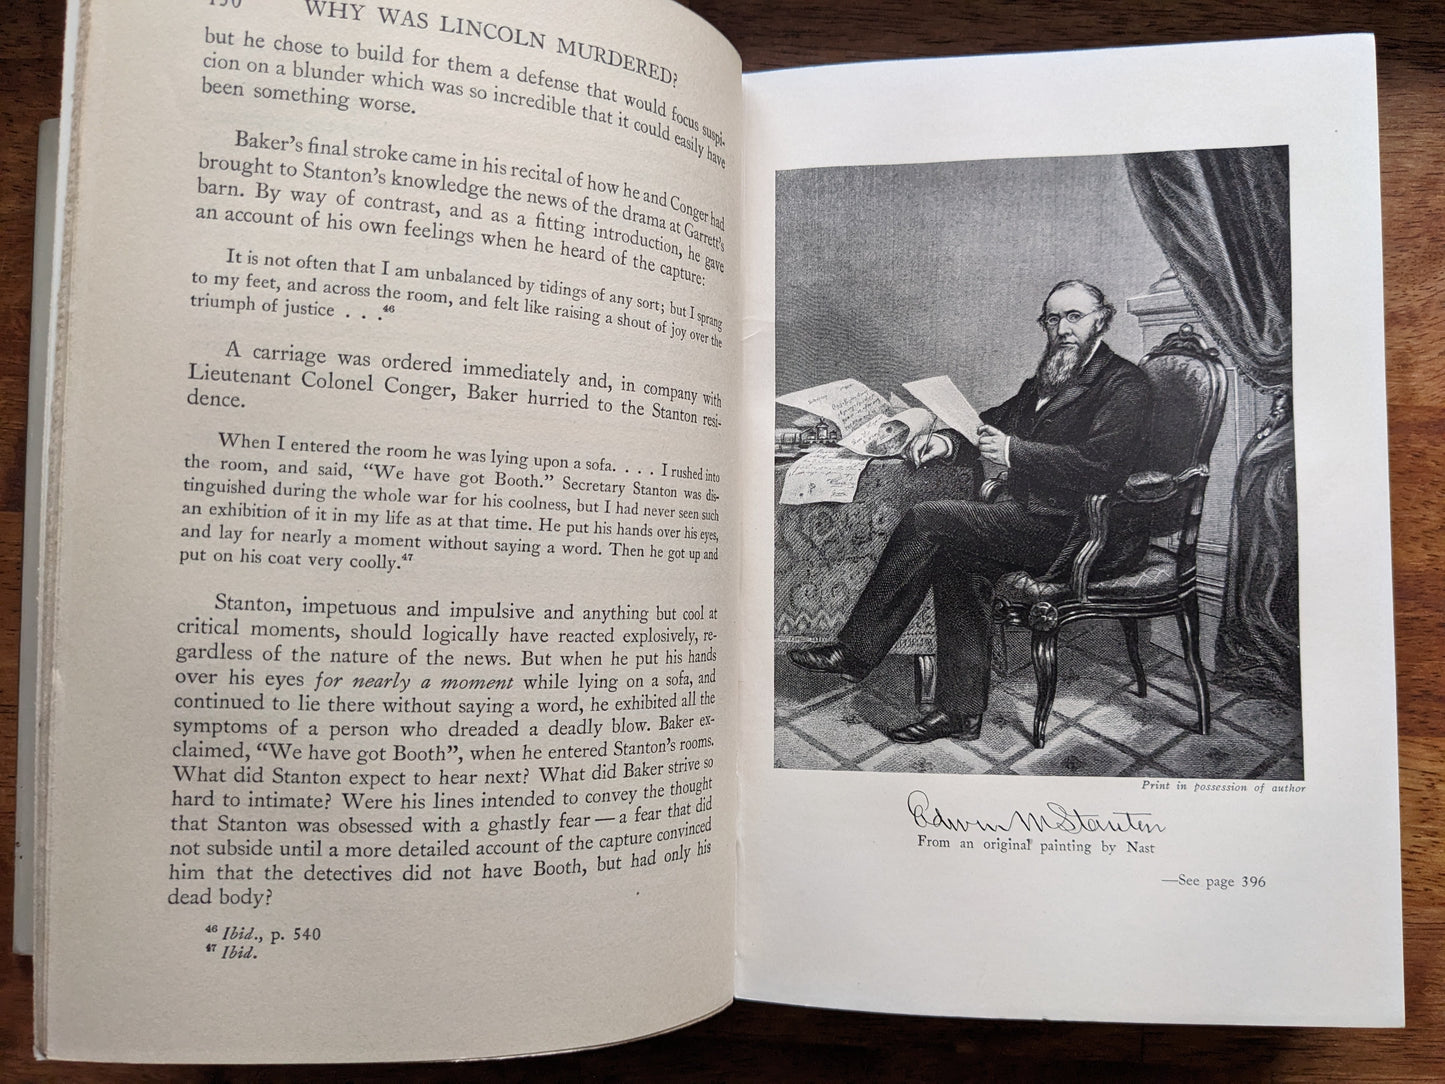 WHY WAS LINCOLN MURDERED?
but he chose to build for them a defense that would focus suspi-
cion on a blunder which was so incredible that it could easily have
been something worse.
Baker's final stroke came in his recital of how he and Conger had
brought to Stanton's knowledge the news of the drama at Garrett's
barn. By way of contrast, and as a fitting introduction, he gave
an account of his own feelings when he heard of the capture:
It is not often that I am unbalanced by tidings of any sort; but I sprang
to my feet, and across the room, and felt like raising a shout of joy over the
triumph of justice . . .46
A carriage was ordered immediately and, in company with
Lieutenant Colonel Conger, Baker hurried to the Stanton resi-
dence.
When I entered the room he was lying upon a sofa. . . . I rushed into
the room, and said, "We have got Booth." Secretary Stanton was dis-
tinguished during the whole war for his coolness, but I had never seen such
an exhibition of it in my life as at that time. He put his hands over his eyes,
and lay for nearly a moment without saying a word. Then he got up and
put on his coat very coolly.47
Stanton, impetuous and impulsive and anything but cool at
critical moments, should logically have reacted explosively, re-
gardless of the nature of the news. But when he put his hands
over his eyes for nearly a moment while lying on a sofa, and
continued to lie there without saying a word, he exhibited all the
symptoms of a person who dreaded a deadly blow. Baker ex-
claimed, "We have got Booth", when he entered Stanton's rooms.
What did Stanton expect to hear next? What did Baker strive so
hard to intimate? Were his lines intended to convey the thought
that Stanton was obsessed with a ghastly fear — a fear that did
not subside until a more detailed account of the capture convinced
him that the detectives did not have Booth, but had only his
dead body?
46 Ibid., p. 540
47 Ibid.
Print in possession of author
Edwin M Stanton
From an original painting by Nast
—See page 396